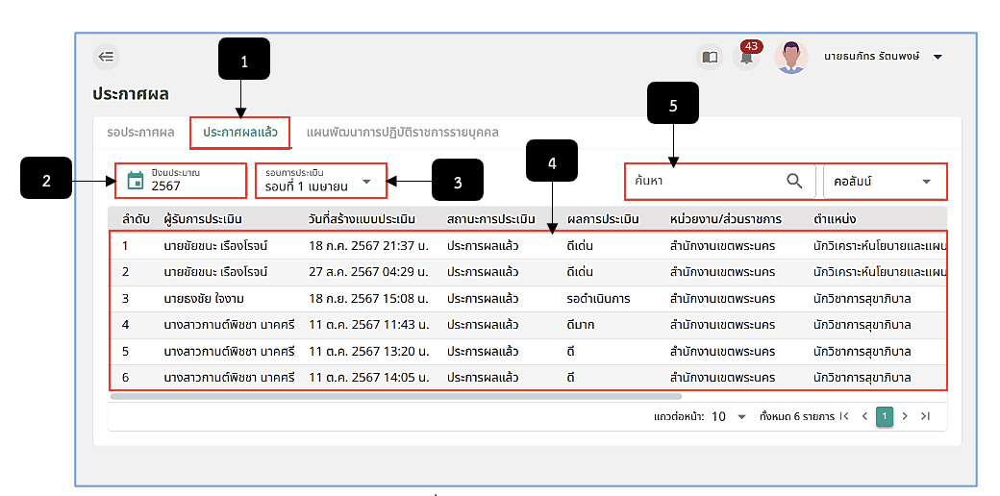 1
43
นายธนภัทร รัตนพงษ์
ประกาศผล
5
รอประกาศผล ประกาศผลแล้ว แผนพัฒนาการปฏิบัติราชการรายบุคคล
4
2
ปีงบประมาณ
2567
รอบการประเมิน
รอบที่ 1 เมษายน
3
ค้นหา
คอลัมน์
ลำดับ ผู้รับการประเมิน วันที่สร้างแบบประเมิน สถานะการประเมิน ผลการประเมิน หน่วยงาน/ส่วนราชการ ตำแหน่ง
1 นายชัยชนะ เรืองโรจน์ 18 ก.ค. 2567 21:37 น. ประการผลแล้ว ดีเด่น สำนักงานเขตพระนคร นักวิเคราะห์นโยบายและแผน
2 นายชัยชนะ เรืองโรจน์ 27 ส.ค. 2567 04:29 น. ประการผลแล้ว ดีเด่น สำนักงานเขตพระนคร นักวิเคราะห์นโยบายและแผน
3 นายธงชัย ใจงาม 18 ก.ย. 2567 15:08 น. ประการผลแล้ว รอดำเนินการ สำนักงานเขตพระนคร นักวิชาการสุขาภิบาล
4 นางสาวกานต์พิชชา นาคศรี 11 ต.ค. 2567 11:43 น. ประการผลแล้ว ดีมาก สำนักงานเขตพระนคร นักวิชาการสุขาภิบาล
5 นางสาวกานต์พิชชา นาคศรี 11 ต.ค. 2567 13:20 น. ประการผลแล้ว ดี สำนักงานเขตพระนคร นักวิชาการสุขาภิบาล
6 นางสาวกานต์พิชชา นาคศรี 11 ต.ค. 2567 14:05 น. ประการผลแล้ว ดี สำนักงานเขตพระนคร นักวิชาการสุขาภิบาล
แถวต่อหน้า: 10 ทั้งหมด 6 รายการ 1